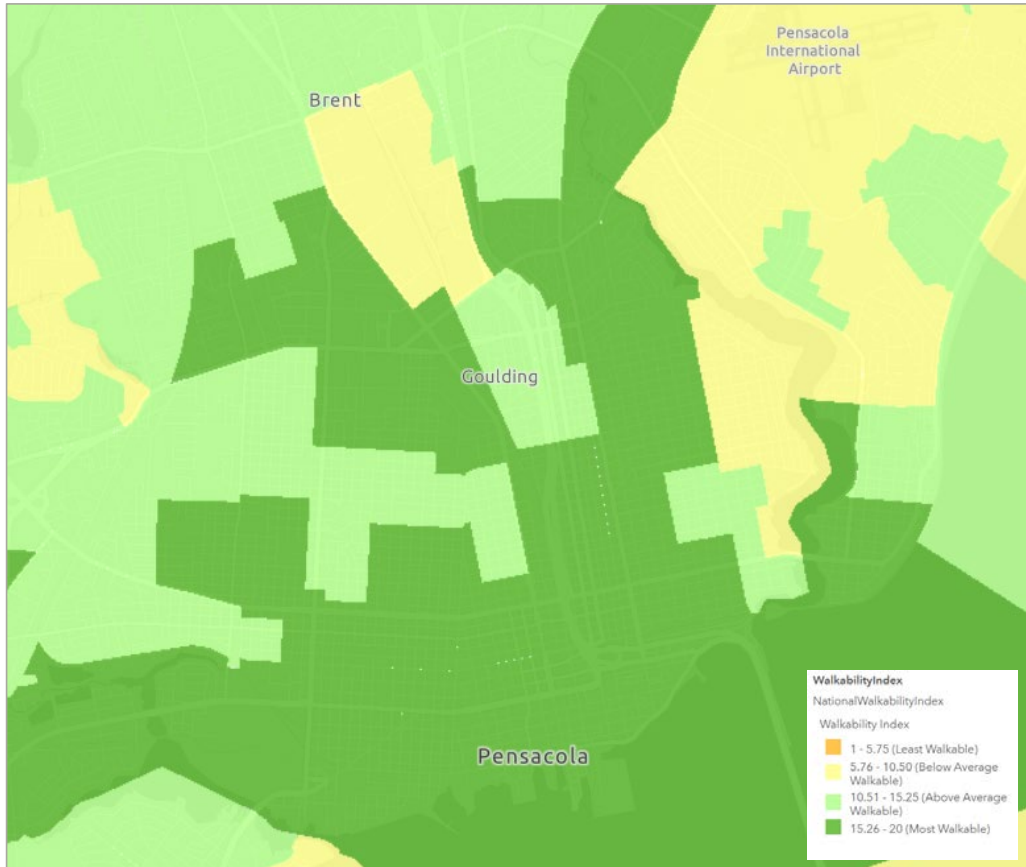 Pensacola
International
Airport
Brent
Goulding
Pensacola
WalkabilityIndex
NationalWalkabilityIndex
Walkability Index
1 - 5.75 (Least Walkable)
5.76 - 10.50 (Below Average
Walkable)
10.51 - 15.25 (Above Average
Walkable)
15.26 - 20 (Most Walkable)